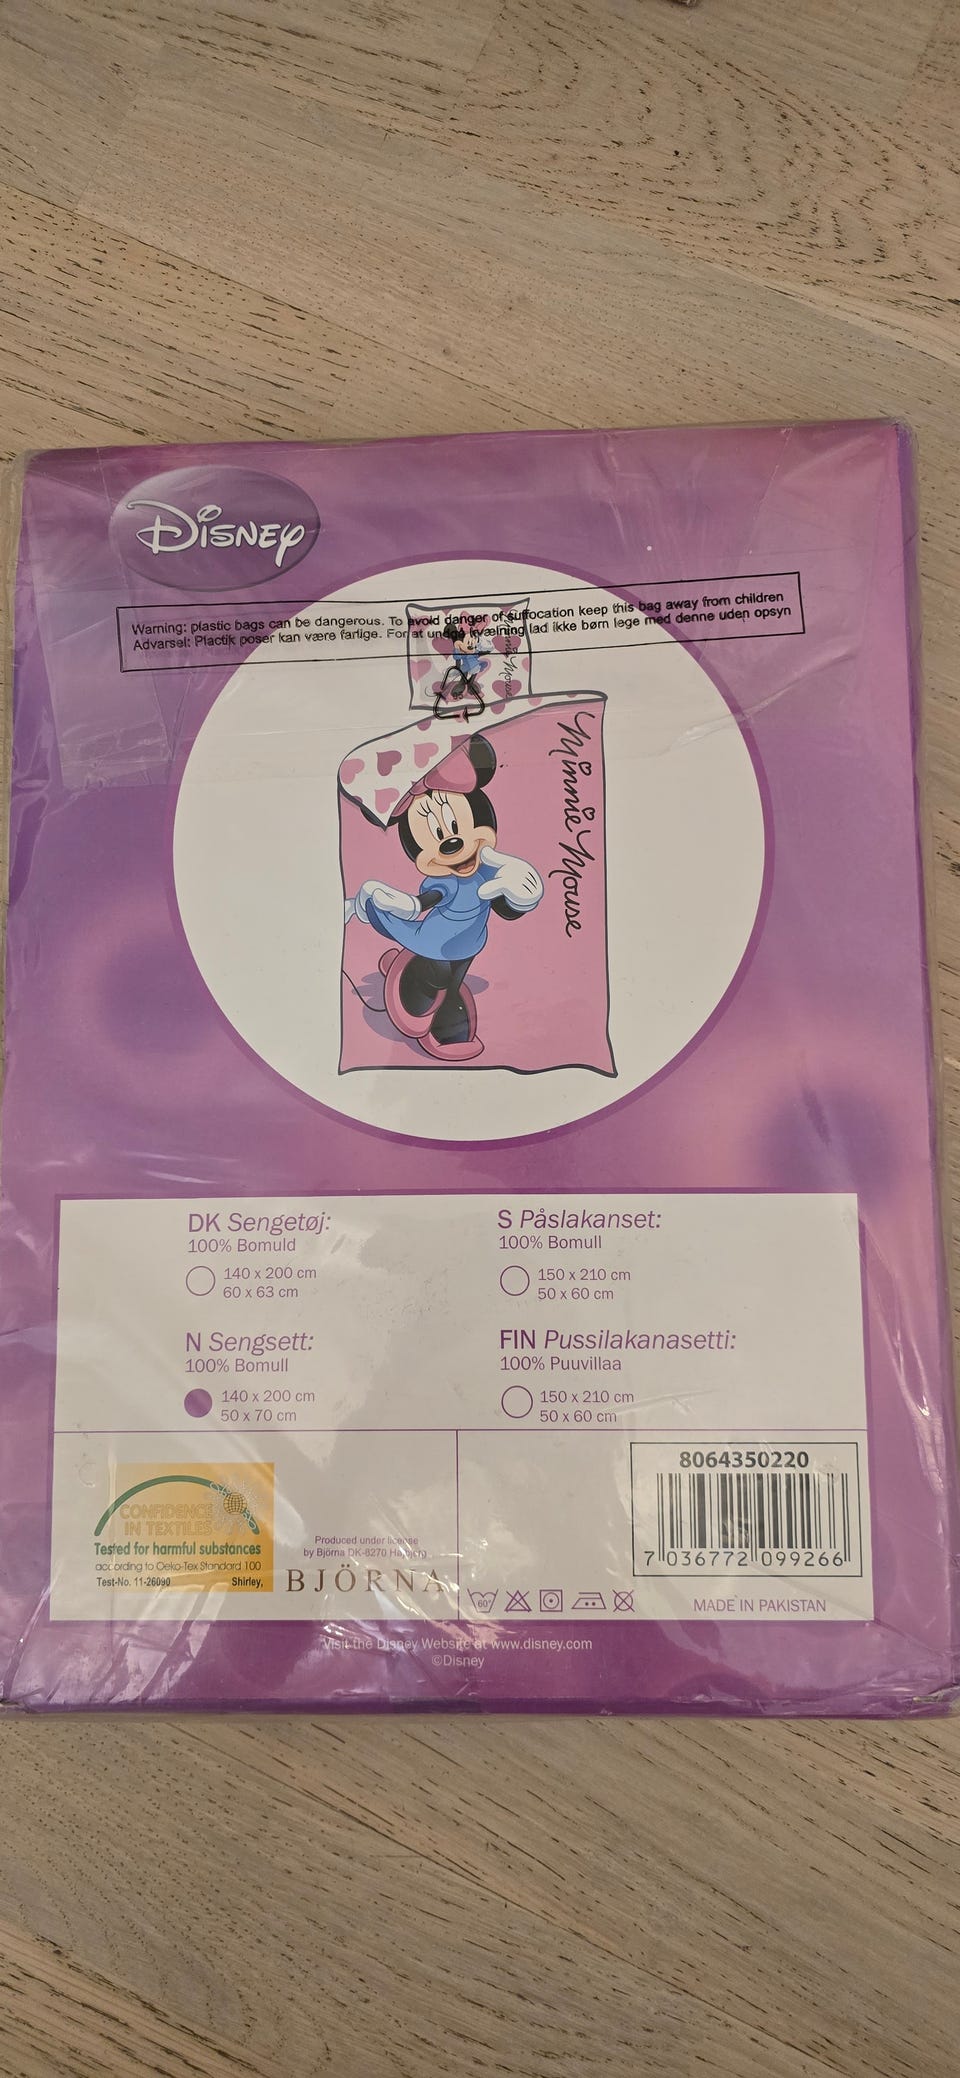 Disney
Warning: plastic bags can be dangerous. To avoid danger of suffocation keep this bag away from children
Advarsel: Plactik poser kan være farlige. For at undgå kvælning lad ikke børn lege med denne uden opsyn
Minnie Mouse
Minnie Mouse
DK Sengetøj:
100% Bomuld
140 x 200 cm
60 x 63 cm
S Påslakanset:
100% Bomull
150 x 210 cm
50 x 60 cm
N Sengsett:
100% Bomull
140 x 200 cm
50 x 70 cm
FIN Pussilakanasetti:
100% Puuvillaa
150 x 210 cm
50 x 60 cm
CONFIDENCE
IN TEXTILES
Tested for harmful substances
according to Oeko-Tex Standard 100
Test-No. 11-26090 Shirley,
Produced under license
by Björna DK-8270 Højbjerg
BJÖRNA
60°
8064350220
7 036772 099266
MADE IN PAKISTAN
Visit the Disney Website at www.disney.com
©Disney